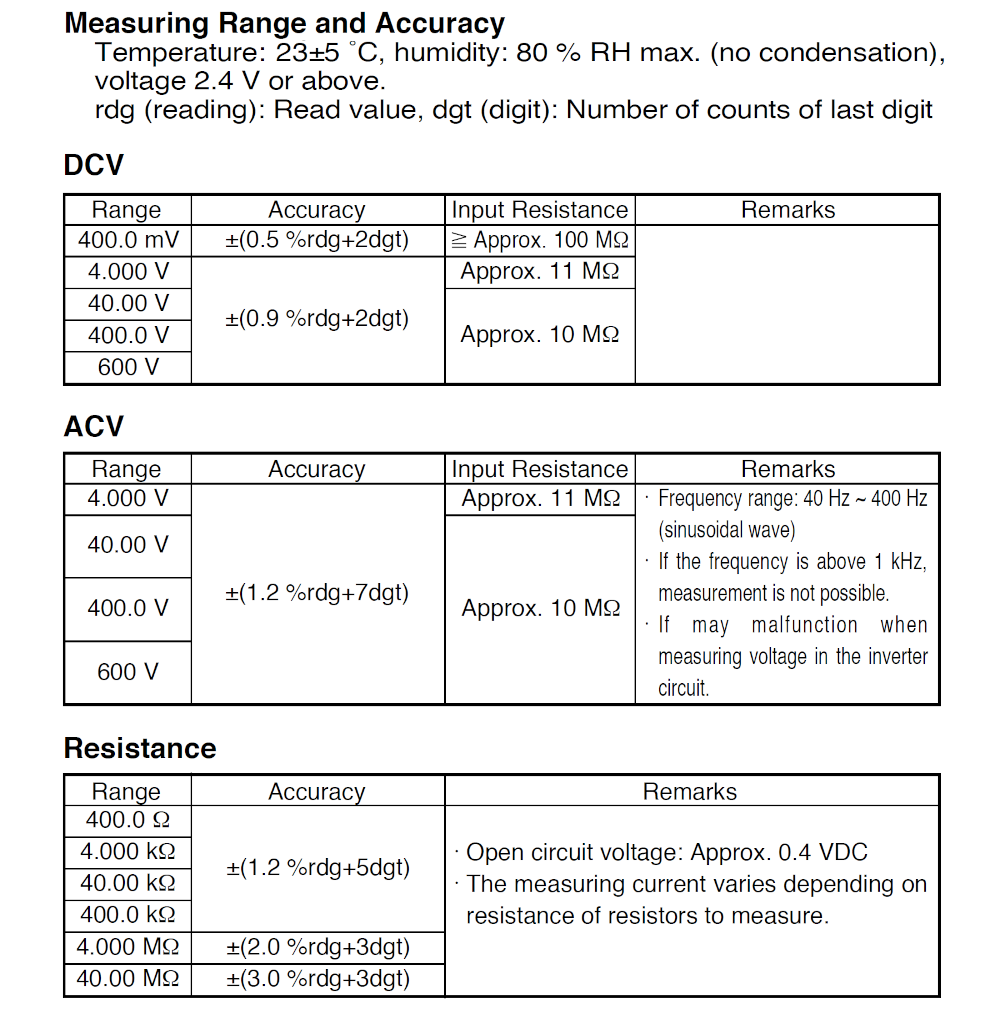 Measuring Range and Accuracy
Temperature: 23±5 ˚C, humidity: 80 % RH max. (no condensation),
voltage 2.4 V or above.
rdg (reading): Read value, dgt (digit): Number of counts of last digit
DCV
Range Accuracy Input Resistance Remarks
400.0 mV ±(0.5 %rdg+2dgt) ≧ Approx. 100 MΩ
4.000 V Approx. 11 MΩ
40.00 V
±(0.9 %rdg+2dgt)
400.0 V Approx. 10 MΩ
600 V
ACV
Range Accuracy Input Resistance Remarks
4.000 V Approx. 11 MΩ · Frequency range: 40 Hz ~ 400 Hz
(sinusoidal wave)
40.00 V
· If the frequency is above 1 kHz,
measurement is not possible.
±(1.2 %rdg+7dgt)
400.0 V Approx. 10 MΩ
· If may malfunction when
measuring voltage in the inverter
600 V
circuit.
Resistance
Range Accuracy Remarks
400.0 Ω
4.000 kΩ · Open circuit voltage: Approx. 0.4 VDC
±(1.2 %rdg+5dgt)
40.00 kΩ · The measuring current varies depending on
400.0 kΩ resistance of resistors to measure.
4.000 MΩ ±(2.0 %rdg+3dgt)
40.00 MΩ ±(3.0 %rdg+3dgt)